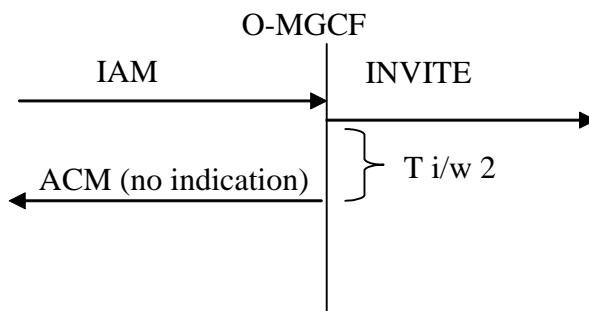 O-MGCF
IAM
INVITE
T i/w 2
ACM (no indication)